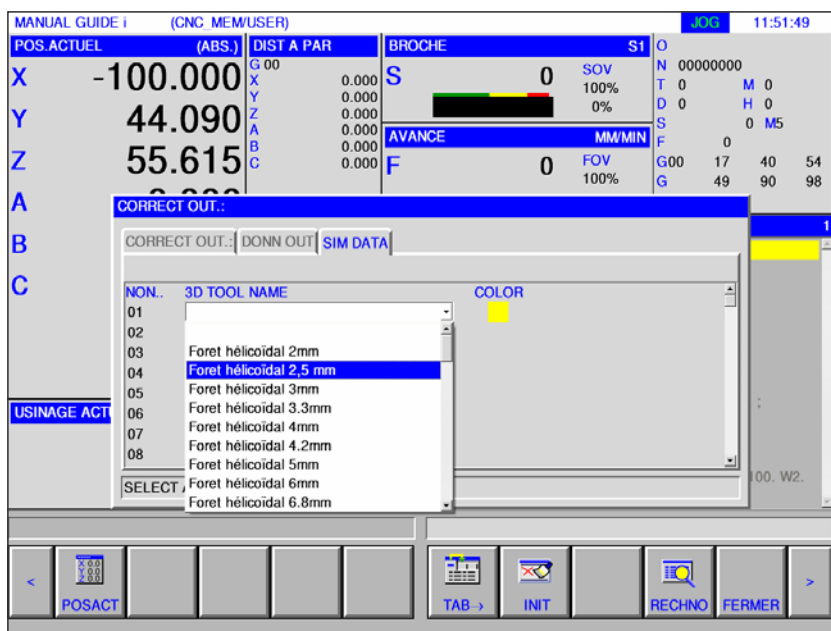 MANUAL GUIDE i (CNC_MEM/USER) JOG 11:51:49
POS.ACTUEL (ABS.)
X -100.000
Y 44.090
Z 55.615
A
B
C
DIST A PAR
G 00
X 0.000
Y 0.000
Z 0.000
A 0.000
B 0.000
C 0.000
BROCHE S1
S 0 SOV
100%
0%
AVANCE MM/MIN
F 0 FOV
100%
O
N 00000000
T 0 M 0
D 0 H 0
S 0 M5
F 0
G00 17 40 54
G 49 90 98
1
CORRECT OUT.:
CORRECT OUT.: DONN OUT SIM DATA
NON.. 3D TOOL NAME COLOR
01
02
03
04
05
06
07
08
Foret hélicoïdal 2mm
Foret hélicoïdal 2,5 mm
Foret hélicoïdal 3mm
Foret hélicoïdal 3.3mm
Foret hélicoïdal 4mm
Foret hélicoïdal 4.2mm
Foret hélicoïdal 5mm
Foret hélicoïdal 6mm
Foret hélicoïdal 6.8mm
SELECT
USINAGE ACT
;
100. W2.
< POSACT TAB→ INIT RECHNO FERMER >